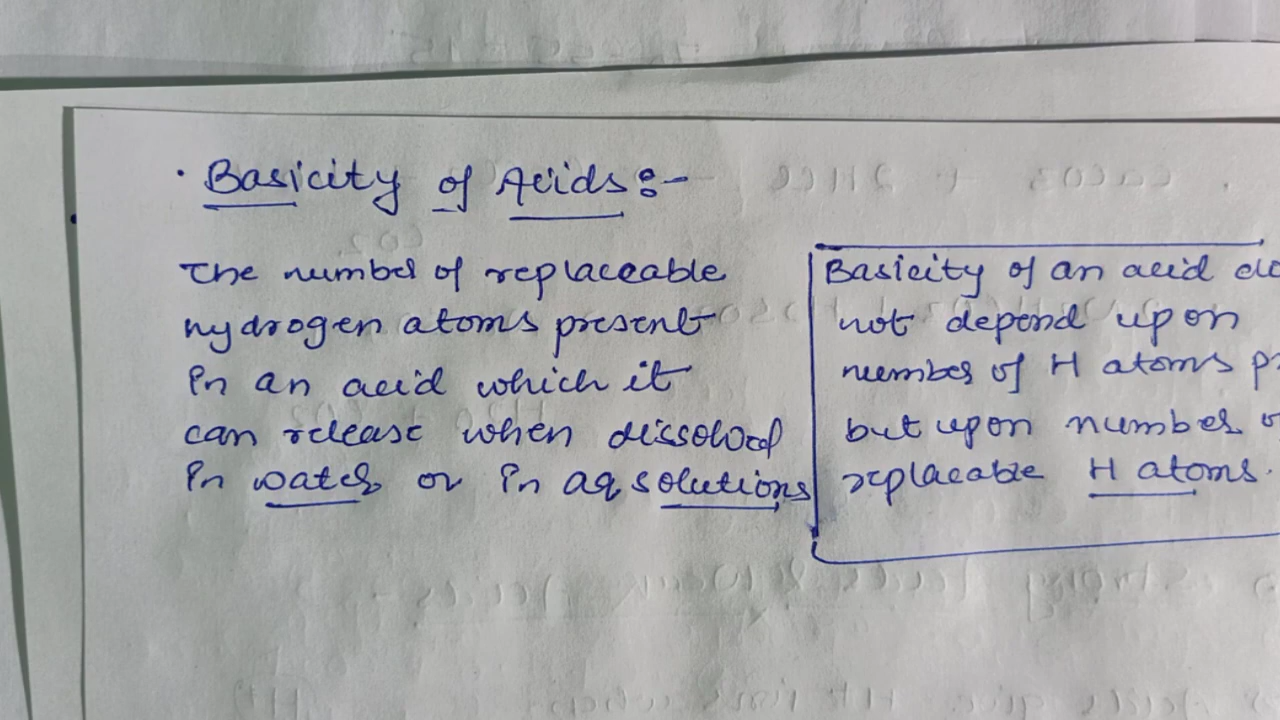 · Basicity of Acids :-
The number of replaceable
hydrogen atoms present
in an acid which it
can release when dissolved
in water or in aq solutions
Basicity of an acid do
not depend upon
number of H atoms
but upon number
replaceable H atoms.